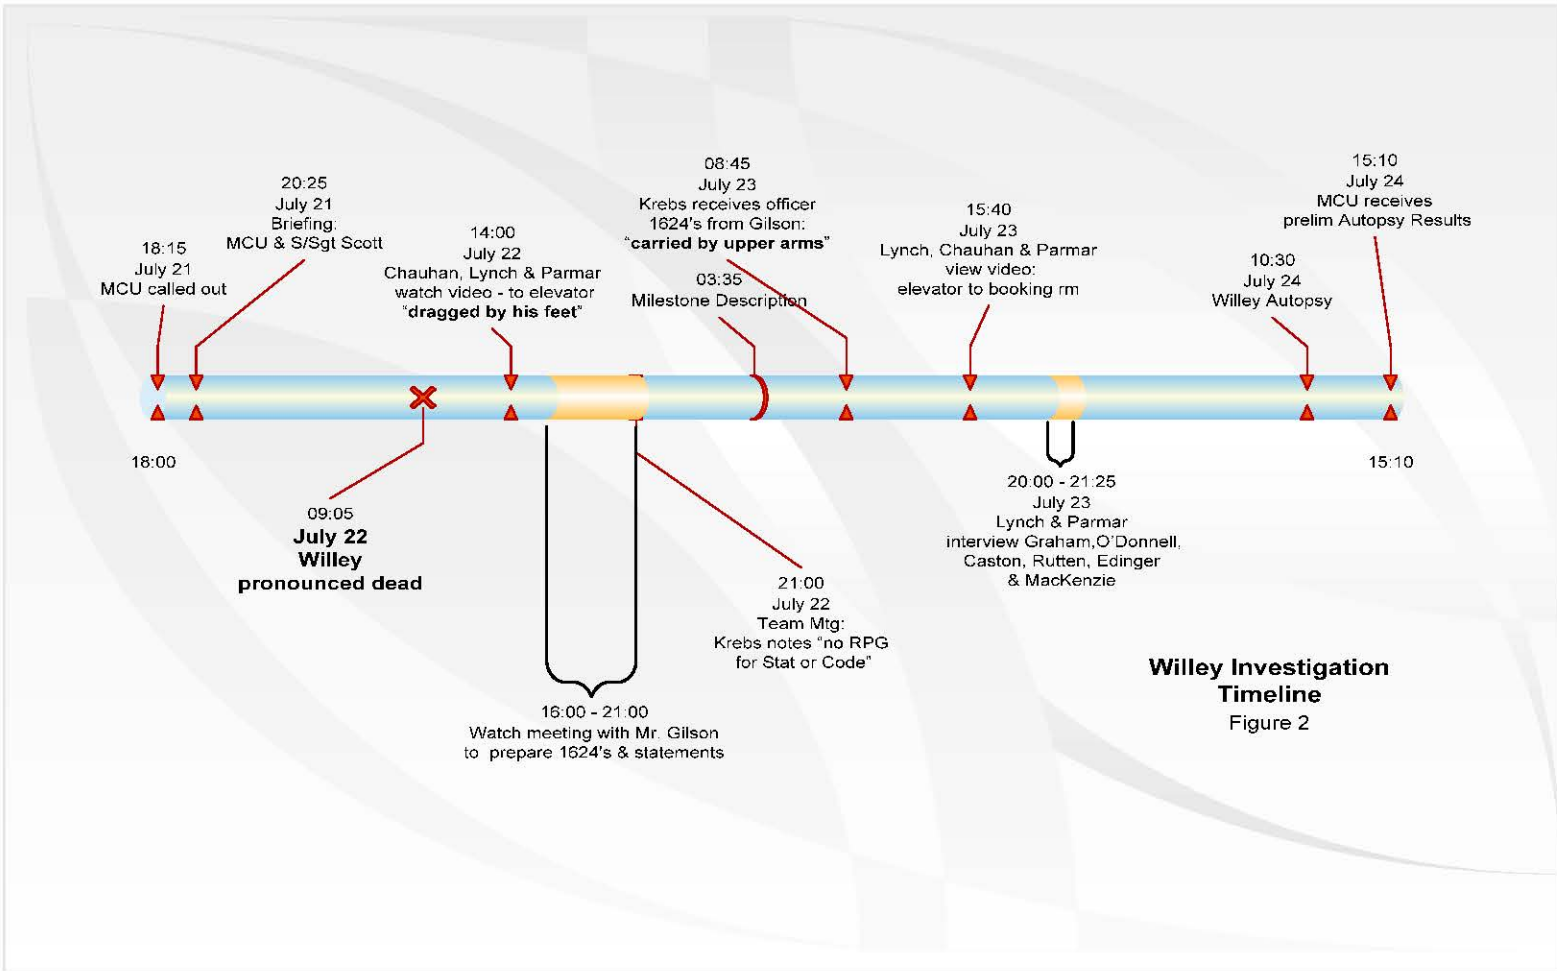 18:15
July 21
MCU called out
20:25
July 21
Briefing:
MCU & S/Sgt Scott
14:00
July 22
Chauhan, Lynch & Parmar
watch video - to elevator
"dragged by his feet"
08:45
July 23
Krebs receives officer
1624's from Gilson:
"carried by upper arms"
03:35
Milestone Description
15:40
July 23
Lynch, Chauhan & Parmar
view video:
elevator to booking rm
10:30
July 24
Willey Autopsy
15:10
July 24
MCU receives
prelim Autopsy Results
18:00
15:10
09:05
July 22
Willey
pronounced dead
16:00 - 21:00
Watch meeting with Mr. Gilson
to prepare 1624's & statements
21:00
July 22
Team Mtg:
Krebs notes "no RPG
for Stat or Code"
20:00 - 21:25
July 23
Lynch & Parmar
interview Graham,O'Donnell,
Caston, Rutten, Edinger
& MacKenzie
Willey Investigation
Timeline
Figure 2